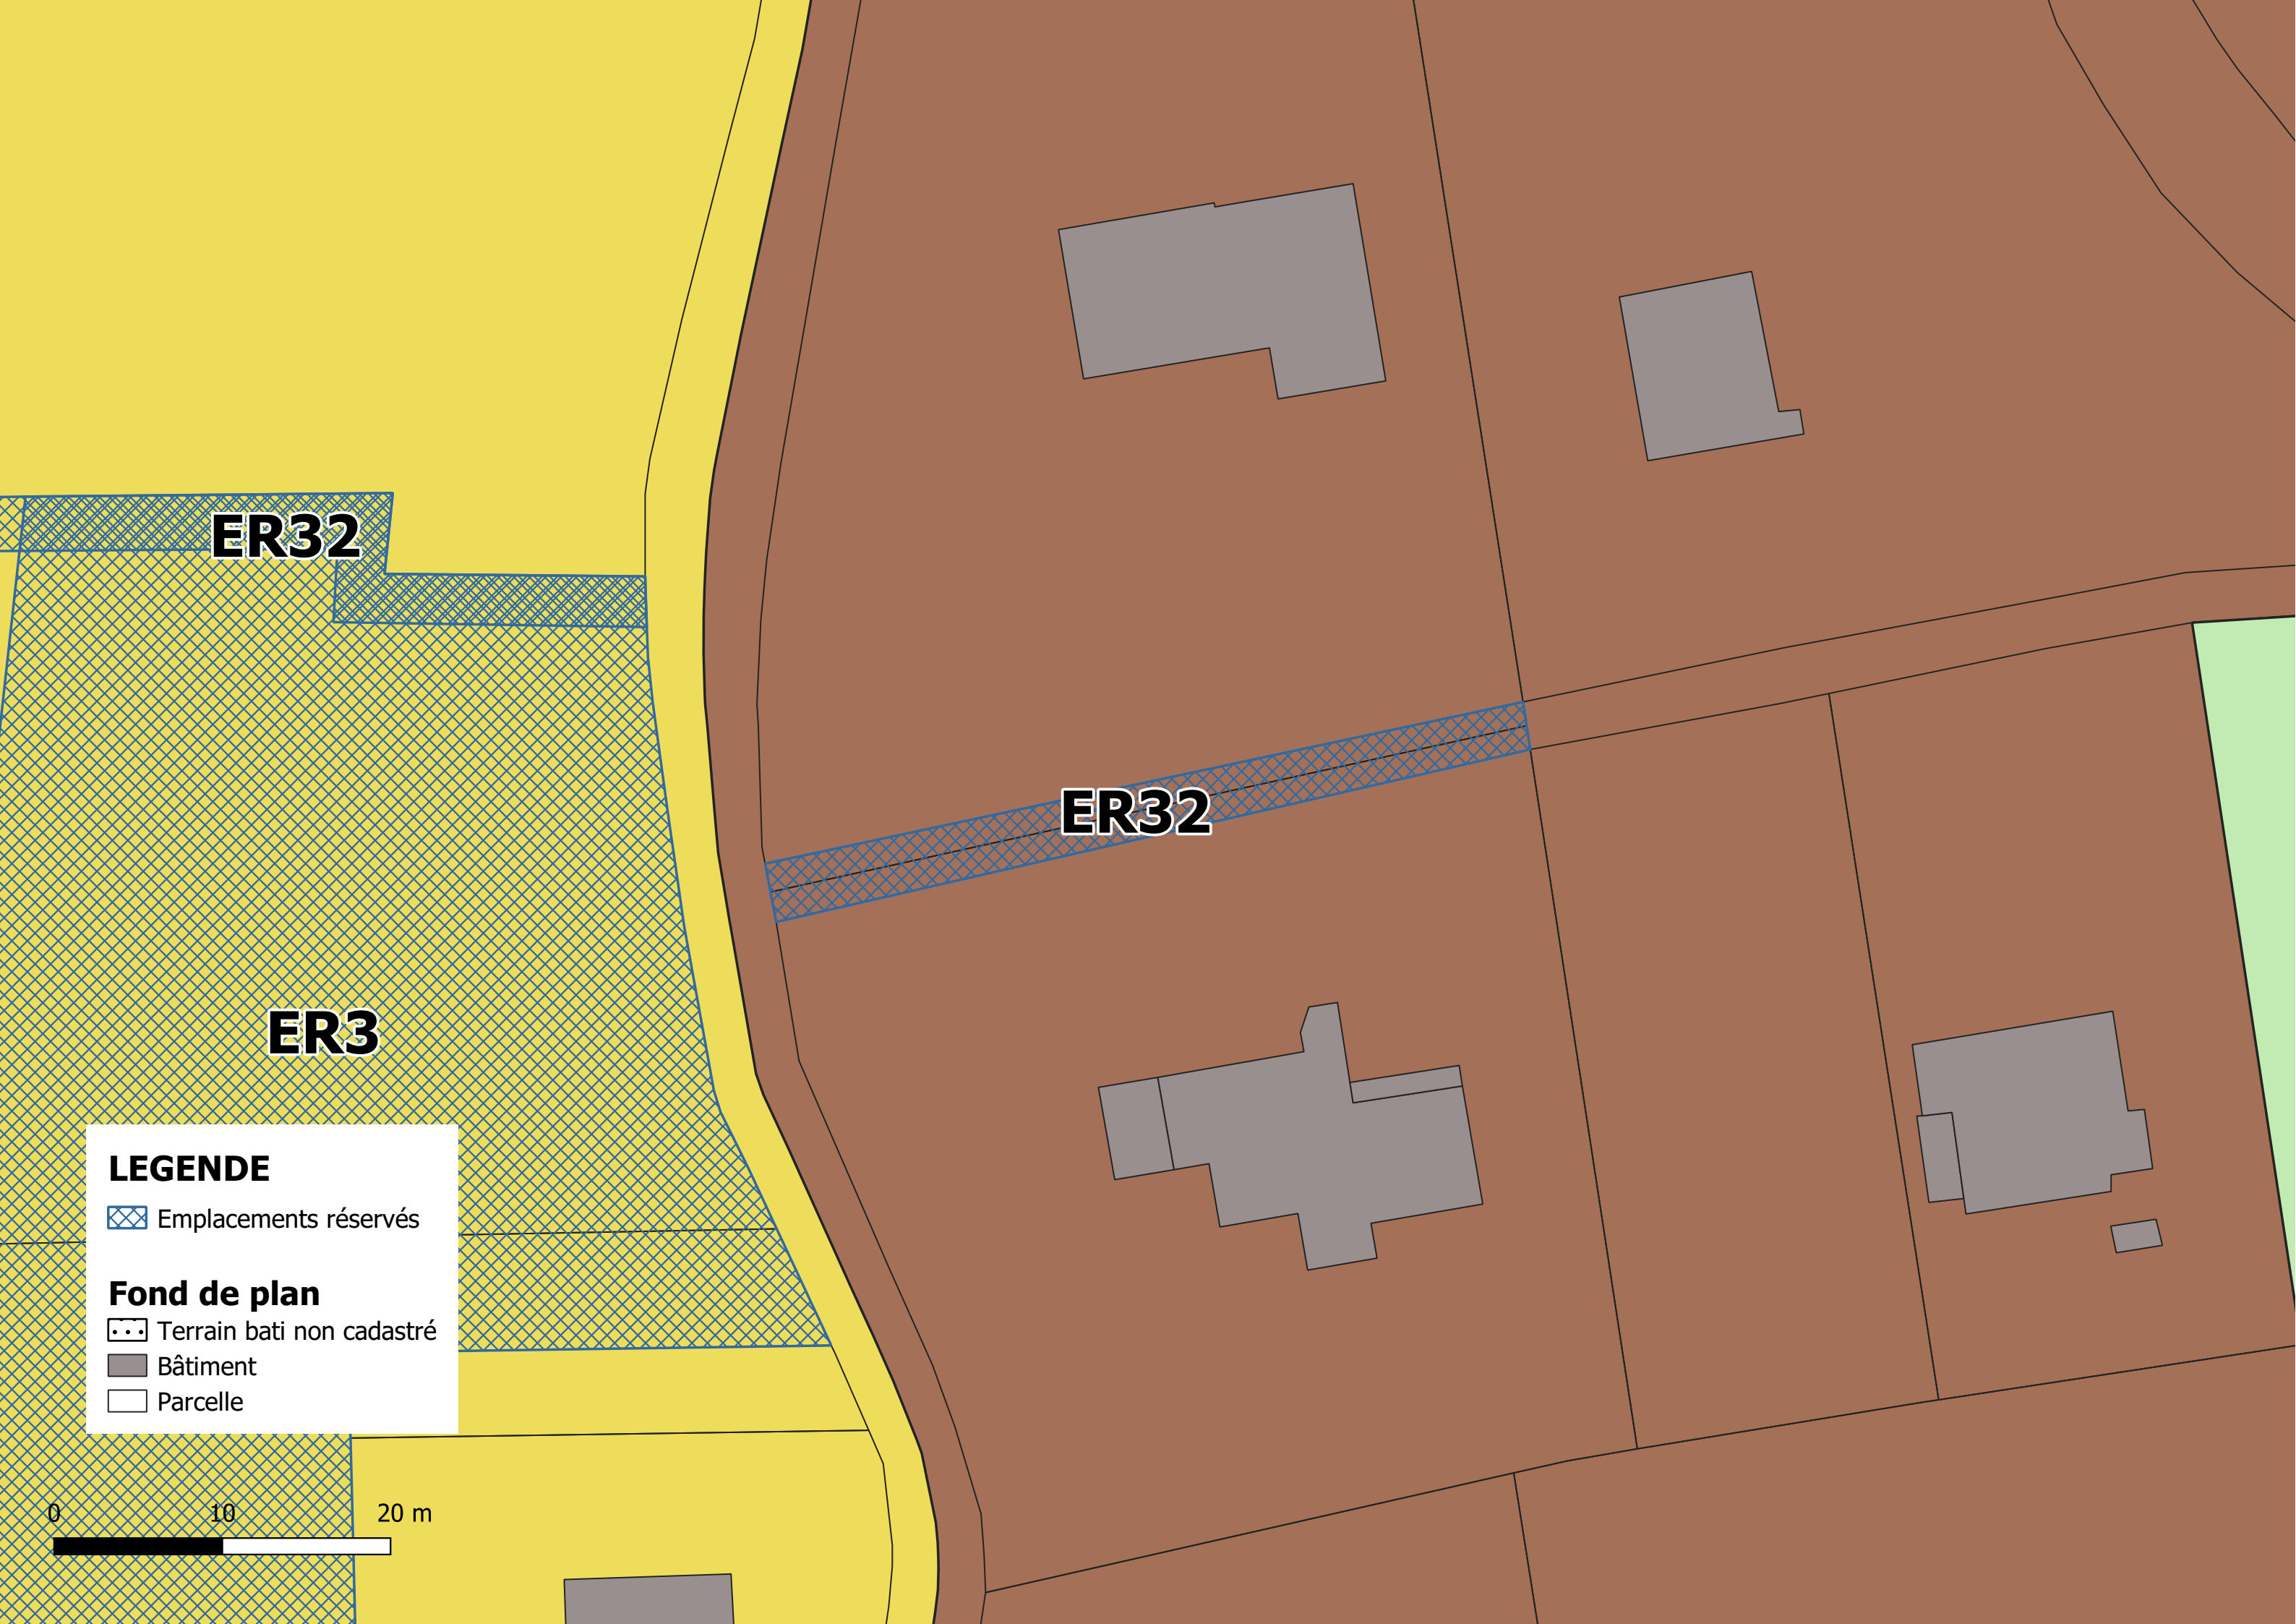 ER32
ER32
ER3
LEGENDE
Emplacements réservés
Fond de plan
Terrain bati non cadastré
Bâtiment
Parcelle
0 10 20 m